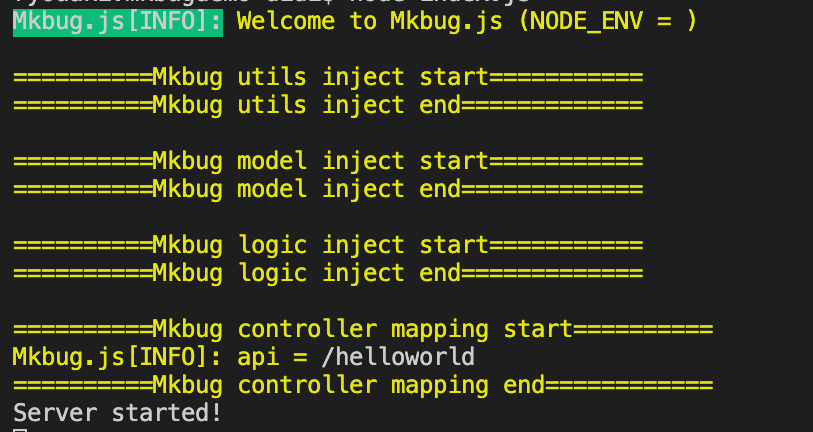 Mkbug.js[INFO]: Welcome to Mkbug.js (NODE_ENV = )
==========Mkbug utils inject start===========
==========Mkbug utils inject end=============
==========Mkbug model inject start===========
==========Mkbug model inject end=============
==========Mkbug logic inject start===========
==========Mkbug logic inject end=============
==========Mkbug controller mapping start==========
Mkbug.js[INFO]: api = /helloworld
==========Mkbug controller mapping end============
Server started!